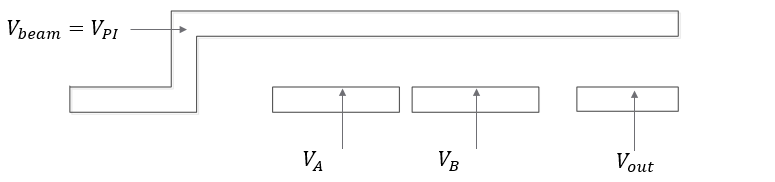 V_beam = V_PI
V_A
V_B
V_out